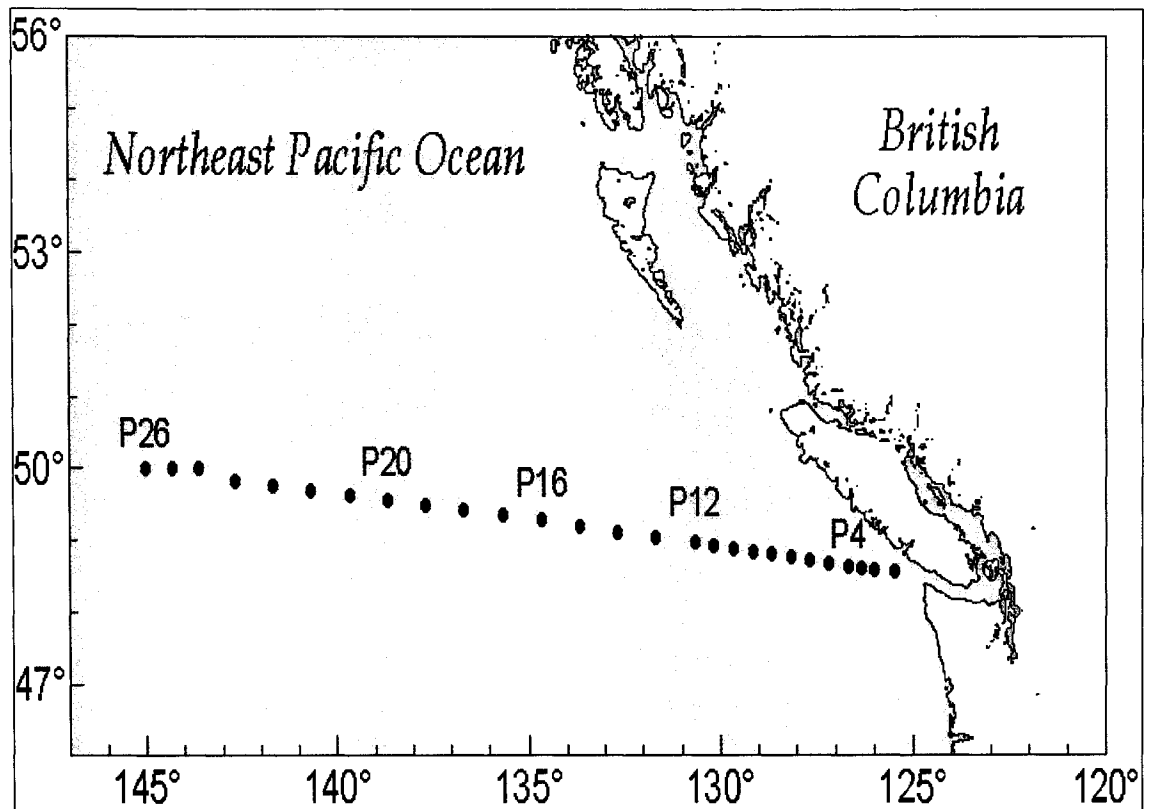 56°
Northeast Pacific Ocean
British
Columbia
53°
P26
50°
P20
P16
P12
P4
47°
145°
140°
135°
130°
125°
120°